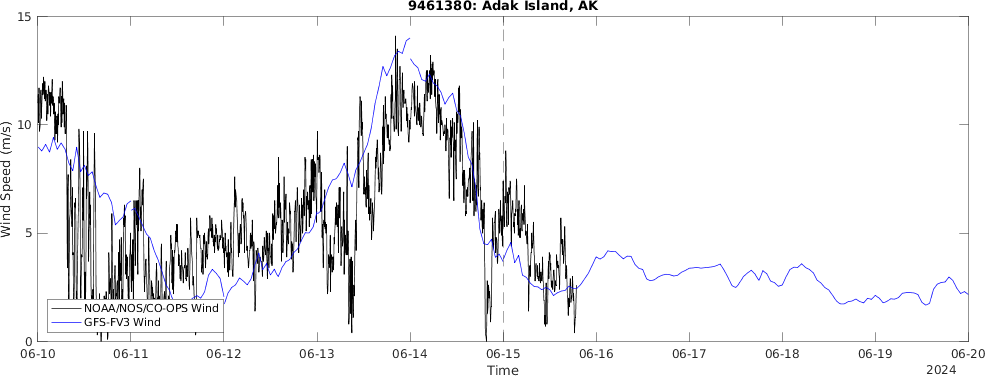 9461380: Adak Island, AK
15
10
5
0
Wind Speed (m/s)
NOAA/NOS/CO-OPS Wind
GFS-FV3 Wind
06-10 06-11 06-12 06-13 06-14 06-15 06-16 06-17 06-18 06-19 06-20
Time
2024